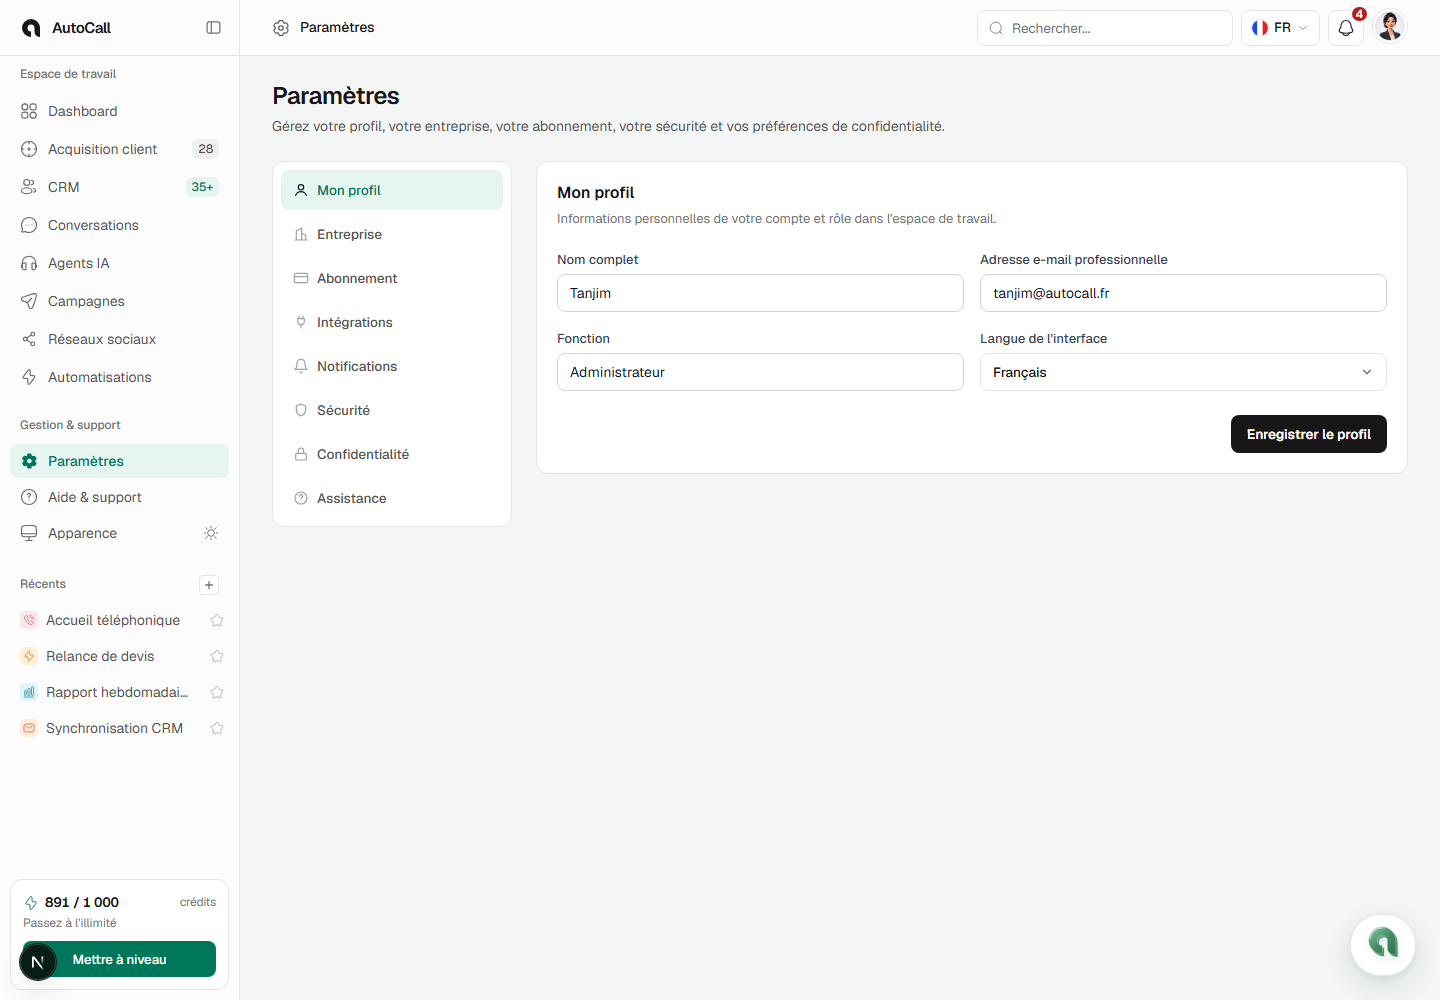 AutoCall
Paramètres
Rechercher...
FR
4
Espace de travail
Dashboard
Acquisition client
28
CRM
35+
Conversations
Agents IA
Campagnes
Réseaux sociaux
Automatisations
Gestion & support
Paramètres
Aide & support
Apparence
Récents
Accueil téléphonique
Relance de devis
Rapport hebdomadai...
Synchronisation CRM
891 / 1 000
crédits
Passez à l'illimité
N
Mettre à niveau
Paramètres
Gérez votre profil, votre entreprise, votre abonnement, votre sécurité et vos préférences de confidentialité.
Mon profil
Entreprise
Abonnement
Intégrations
Notifications
Sécurité
Confidentialité
Assistance
Mon profil
Informations personnelles de votre compte et rôle dans l'espace de travail.
Nom complet
Tanjim
Adresse e-mail professionnelle
tanjim@autocall.fr
Fonction
Administrateur
Langue de l'interface
Français
Enregistrer le profil